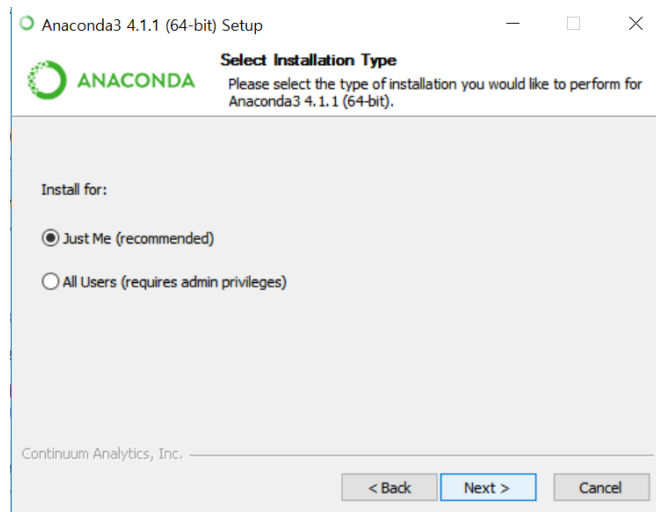 Anaconda3 4.1.1 (64-bit) Setup
ANACONDA
Select Installation Type
Please select the type of installation you would like to perform for
Anaconda3 4.1.1 (64-bit).
Install for:
Just Me (recommended)
All Users (requires admin privileges)
Continuum Analytics, Inc.
< Back
Next >
Cancel